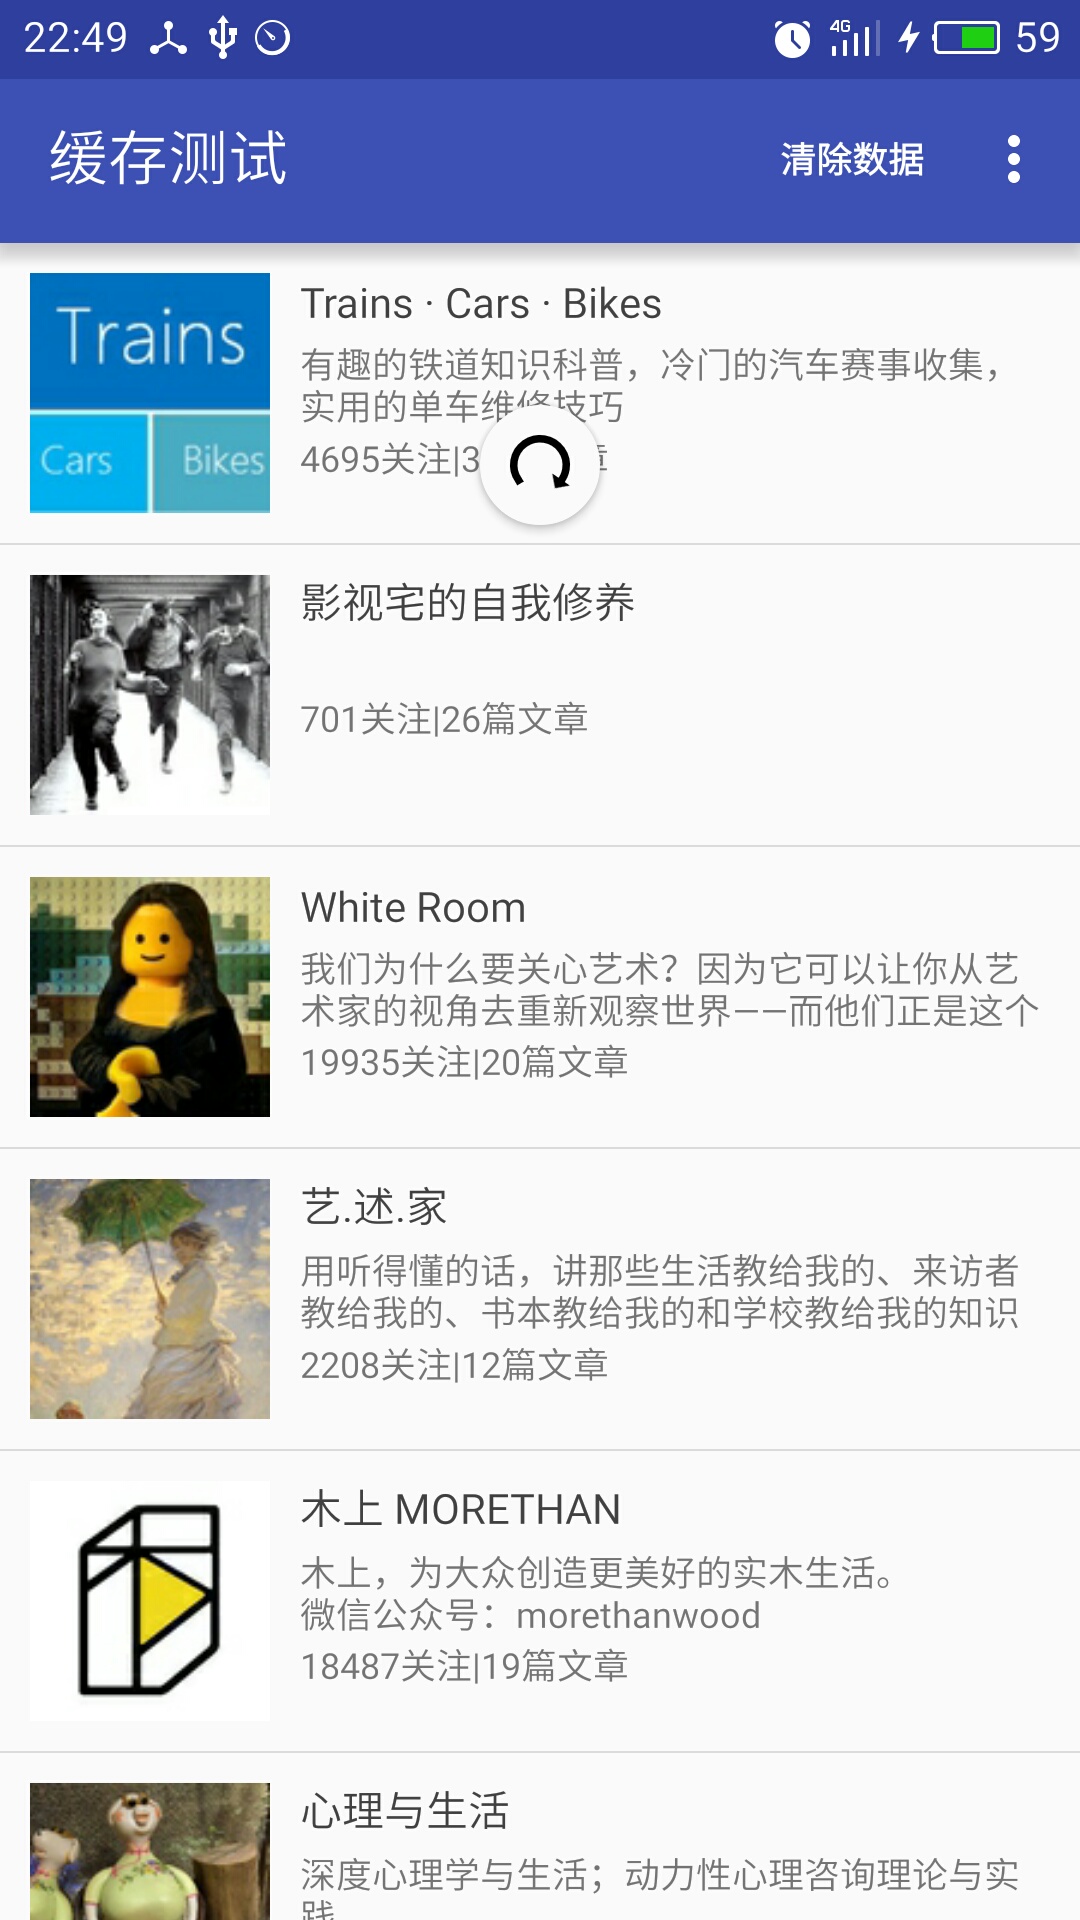 22:49
4G
59
缓存测试
清除数据
Trains
Cars
Bikes
Trains · Cars · Bikes
有趣的铁道知识科普，冷门的汽车赛事收集，
实用的单车维修技巧
4695关注|3
影视宅的自我修养
701关注|26篇文章
White Room
我们为什么要关心艺术？因为它可以让你从艺
术家的视角去重新观察世界——而他们正是这个
19935关注|20篇文章
艺.述.家
用听得懂的话，讲那些生活教给我的、来访者
教给我的、书本教给我的和学校教给我的知识
2208关注|12篇文章
木上 MORETHAN
木上，为大众创造更美好的实木生活。
微信公众号：morethanwood
18487关注|19篇文章
心理与生活
深度心理学与生活；动力性心理咨询理论与实
践